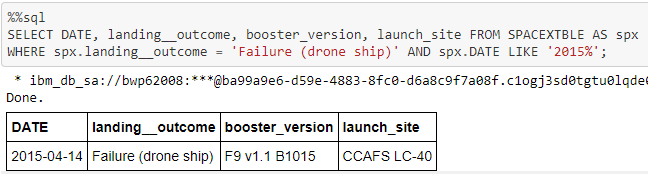 %%sql
SELECT DATE, landing__outcome, booster_version, launch_site FROM SPACEXTBLE AS spx
WHERE spx.landing__outcome = 'Failure (drone ship)' AND spx.DATE LIKE '2015%';
* ibm_db_sa://bwp62008:***@ba99a9e6-d59e-4883-8fc0-d6a8c9f7a08f.c1ogj3sd0tgtu0lqde0
Done.
DATE landing__outcome booster_version launch_site
2015-04-14 Failure (drone ship) F9 v1.1 B1015 CCAFS LC-40